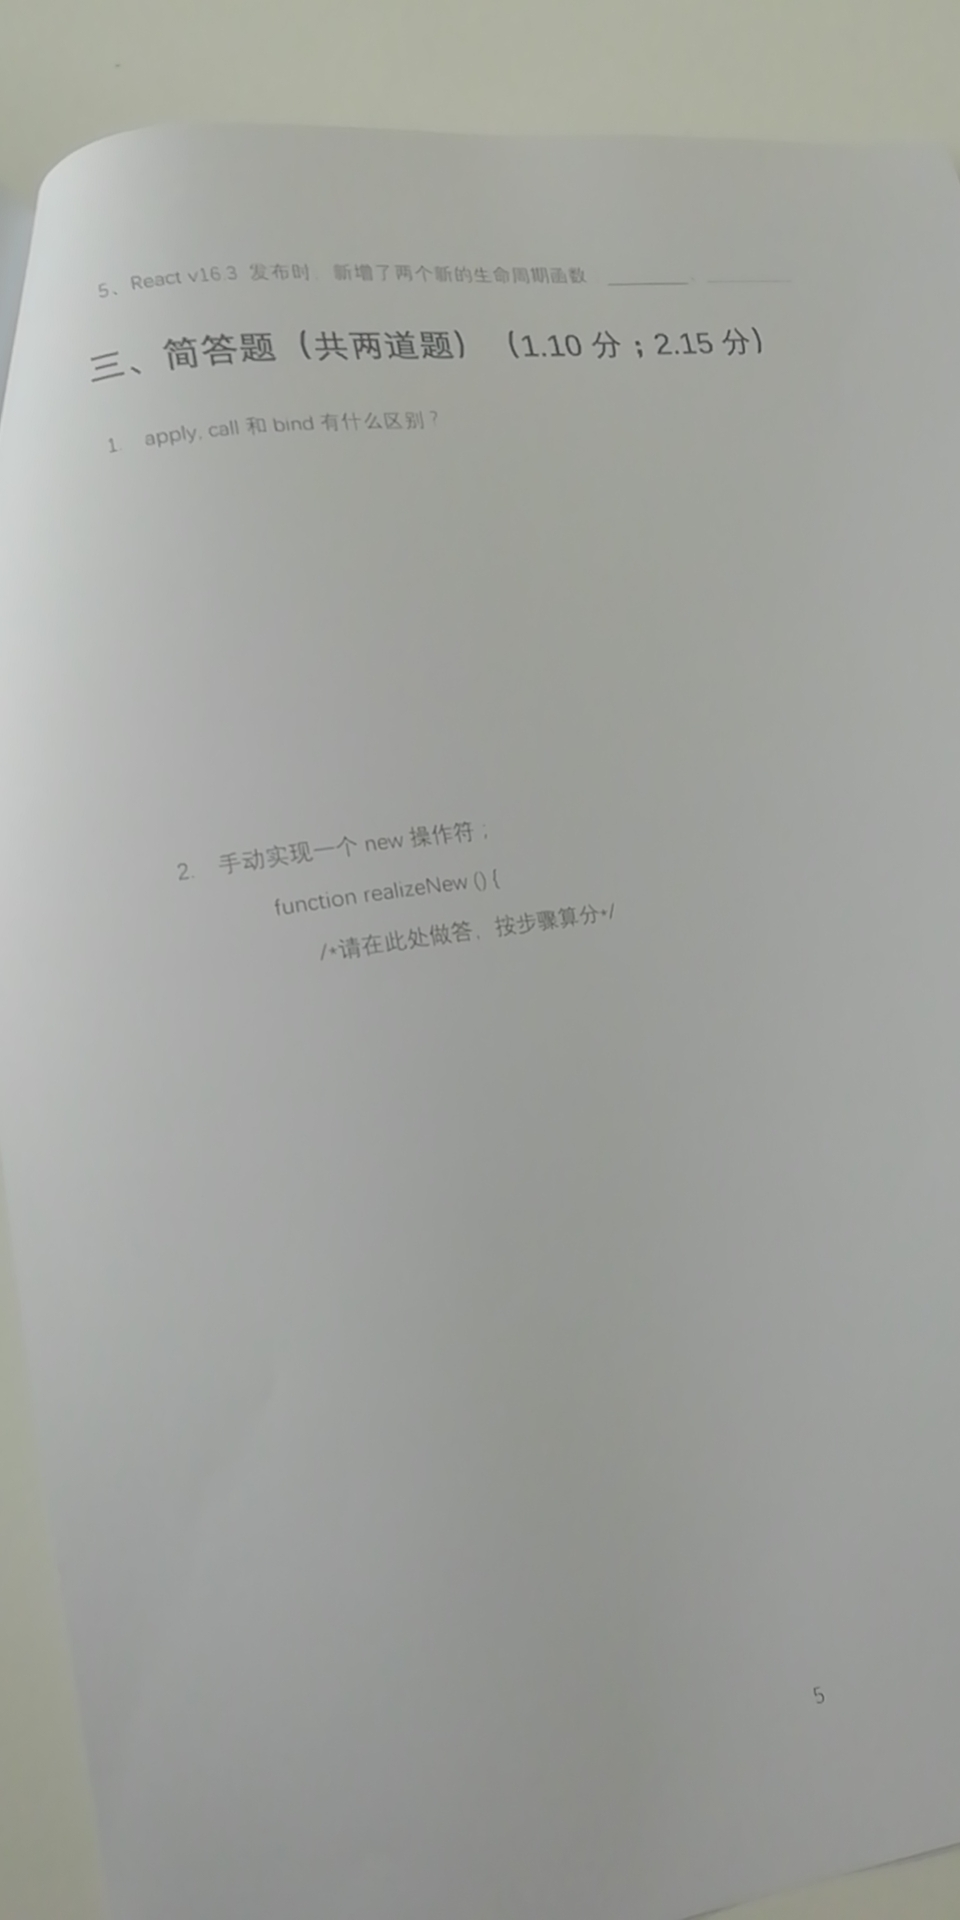 5、React v16.3 发布时，新增了两个新的生命周期函数 ________、________
三、简答题（共两道题）（1.10 分；2.15 分）
1. apply, call 和 bind 有什么区别？
2. 手动实现一个 new 操作符；
function realizeNew () {
/*请在此处做答，按步骤算分*/
5